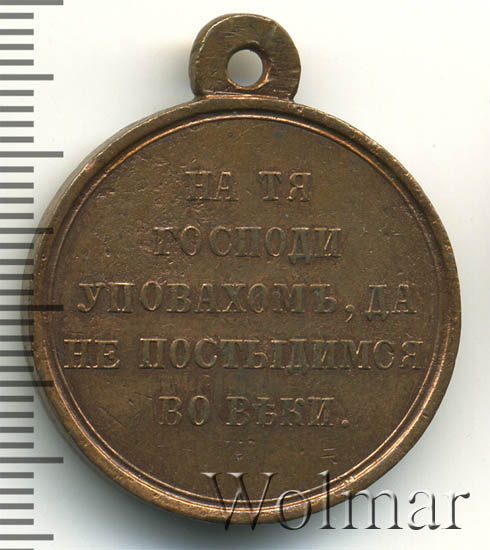 НА ТЯ
ГОСПОДИ
УПОВАХОМЪ, ДА
НЕ ПОСТЫДИМСЯ
ВО ВѢКИ.
Wolmar